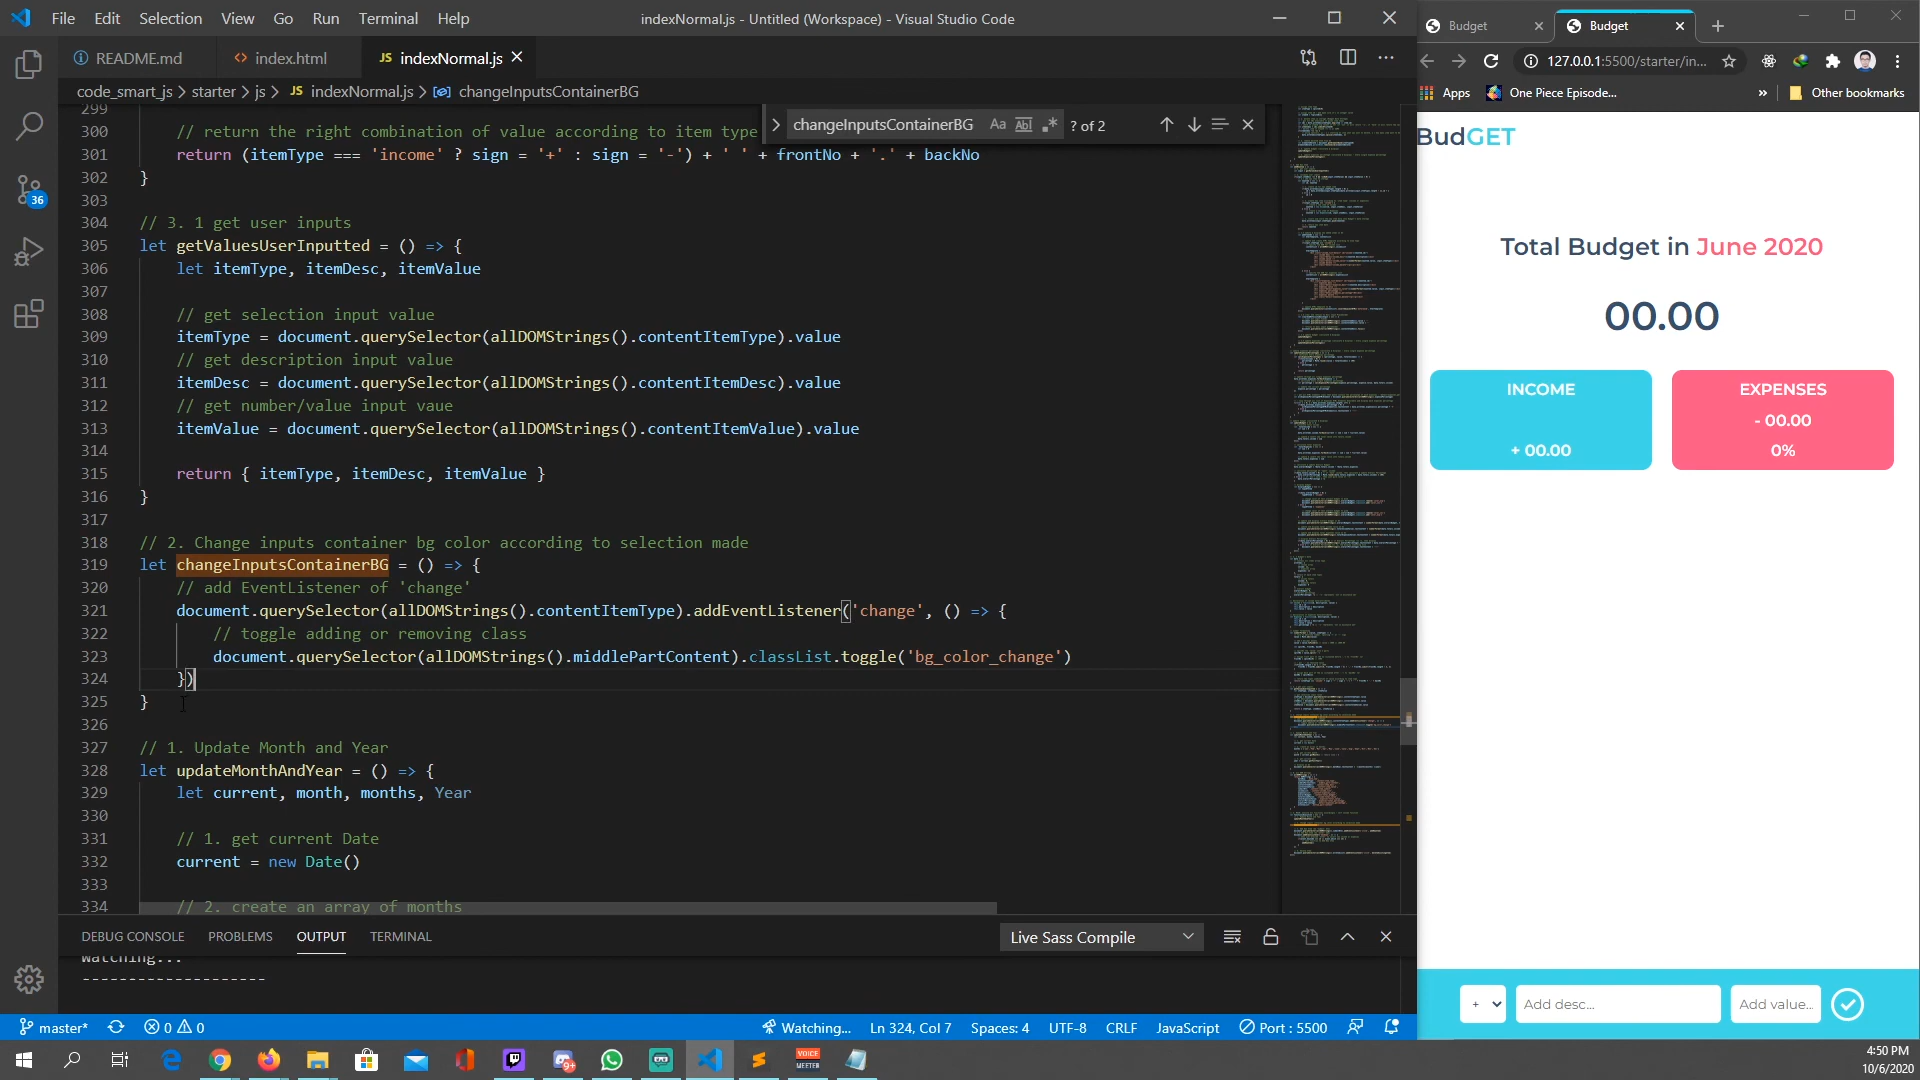 File Edit Selection View Go Run Terminal Help
indexNormal.js - Untitled (Workspace) - Visual Studio Code
README.md
index.html
JS indexNormal.js
code_smart_js > starter > js > JS indexNormal.js > changeInputsContainerBG
changeInputsContainerBG Aa Abl .* ? of 2
299
300 // return the right combination of value according to item type
301 return (itemType === 'income' ? sign = '+' : sign = '-') + ' ' + frontNo + '.' + backNo
302 }
303
304 // 3. 1 get user inputs
305 let getValuesUserInputted = () => {
306 let itemType, itemDesc, itemValue
307
308 // get selection input value
309 itemType = document.querySelector(allDOMStrings().contentItemType).value
310 // get description input value
311 itemDesc = document.querySelector(allDOMStrings().contentItemDesc).value
312 // get number/value input vaue
313 itemValue = document.querySelector(allDOMStrings().contentItemValue).value
314
315 return { itemType, itemDesc, itemValue }
316 }
317
318 // 2. Change inputs container bg color according to selection made
319 let changeInputsContainerBG = () => {
320 // add EventListener of 'change'
321 document.querySelector(allDOMStrings().contentItemType).addEventListener('change', () => {
322 // toggle adding or removing class
323 document.querySelector(allDOMStrings().middlePartContent).classList.toggle('bg_color_change')
324 })
325 }
326
327 // 1. Update Month and Year
328 let updateMonthAndYear = () => {
329 let current, month, months, Year
330
331 // 1. get current Date
332 current = new Date()
333
334 // 2. create an array of months
DEBUG CONSOLE PROBLEMS OUTPUT TERMINAL
Live Sass Compile
Watching...
--------------------
36
master* 0 0
Watching... Ln 324, Col 7 Spaces: 4 UTF-8 CRLF JavaScript Port : 5500
Budget
Budget
127.0.0.1:5500/starter/in...
Apps One Piece Episode... » Other bookmarks
BudGET
Total Budget in June 2020
00.00
INCOME
+ 00.00
EXPENSES
- 00.00
0%
+
Add desc...
Add value...
9+
VOICE
MEETER
4:50 PM
10/6/2020